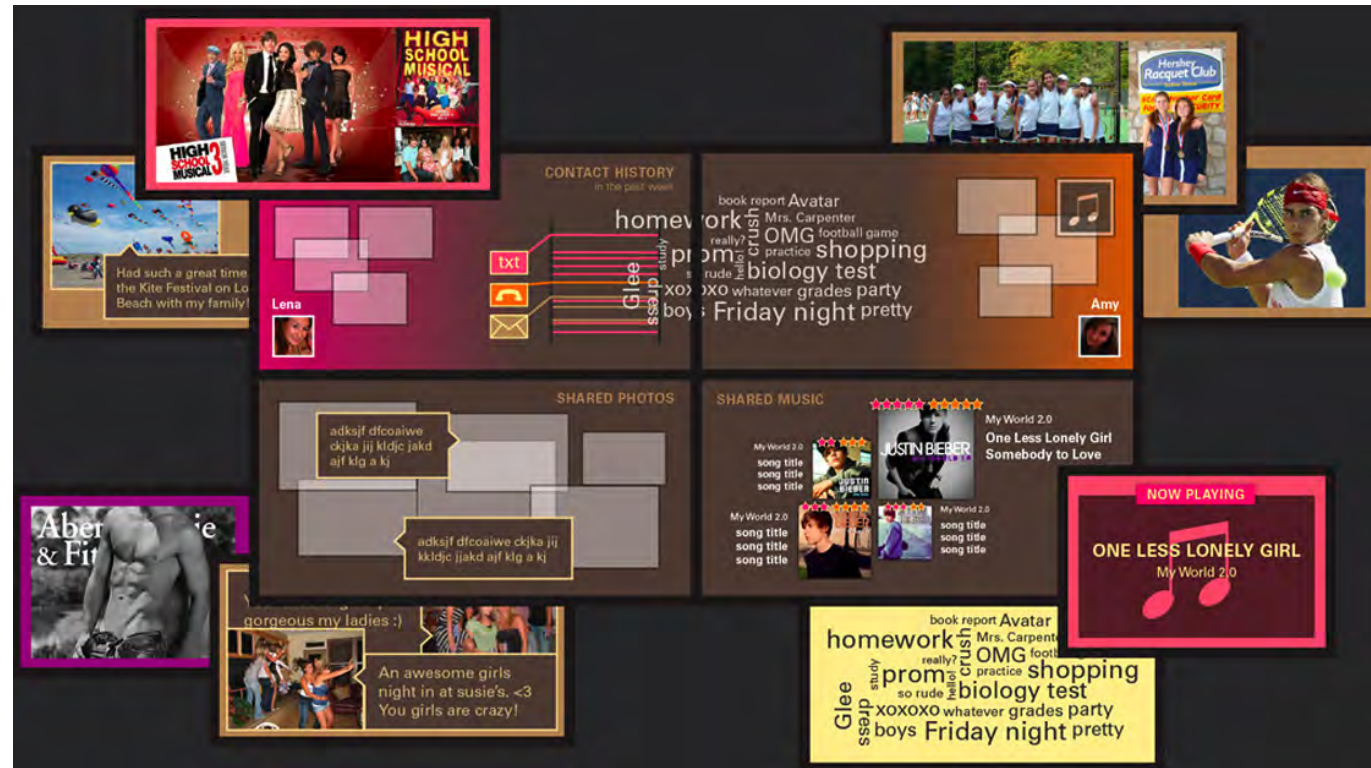 HIGH
SCHOOL
MUSICAL
HIGH
SCHOOL
MUSICAL 3
Hershey
Racquet Club
Had such a great time
the Kite Festival on Lo
Beach with my family!
CONTACT HISTORY
in the past week
txt
Lena
book report Avatar
homework crush Mrs. Carpenter
OMG football game
really?
study prom hello! practice shopping
so rude biology test
Glee dress xoxoxo whatever grades party
boys Friday night pretty
Amy
SHARED PHOTOS
adksjf dfcoaiwe
ckjka jij kldjc jakd
ajf klg a kj
adksjf dfcoaiwe ckjka jij
kkldjc jjakd ajf klg a kj
SHARED MUSIC
My World 2.0
One Less Lonely Girl
Somebody to Love
JUSTIN BIEBER
My World 2.0
song title
song title
song title
JUSTIN
BIEBER
My World 2.0
song title
song title
song title
My World 2.0
song title
song title
song title
NOW PLAYING
ONE LESS LONELY GIRL
My World 2.0
Aber ie
& Fit
gorgeous my ladies :)
An awesome girls
night in at susie's. <3
You girls are crazy!
book report Avatar
homework crush Mrs. Carpente
OMG footb
really?
study prom hello! practice shopping
so rude biology test
Glee dress xoxoxo whatever grades party
boys Friday night pretty